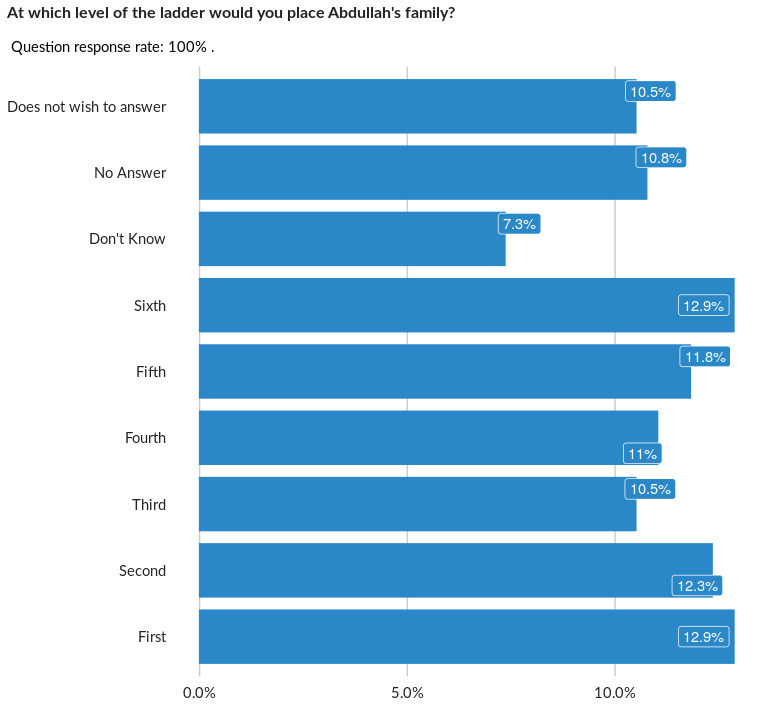 At which level of the ladder would you place Abdullah's family?
Question response rate: 100% .
Does not wish to answer 10.5%
No Answer 10.8%
Don't Know 7.3%
Sixth 12.9%
Fifth 11.8%
Fourth 11%
Third 10.5%
Second 12.3%
First 12.9%
0.0% 5.0% 10.0%